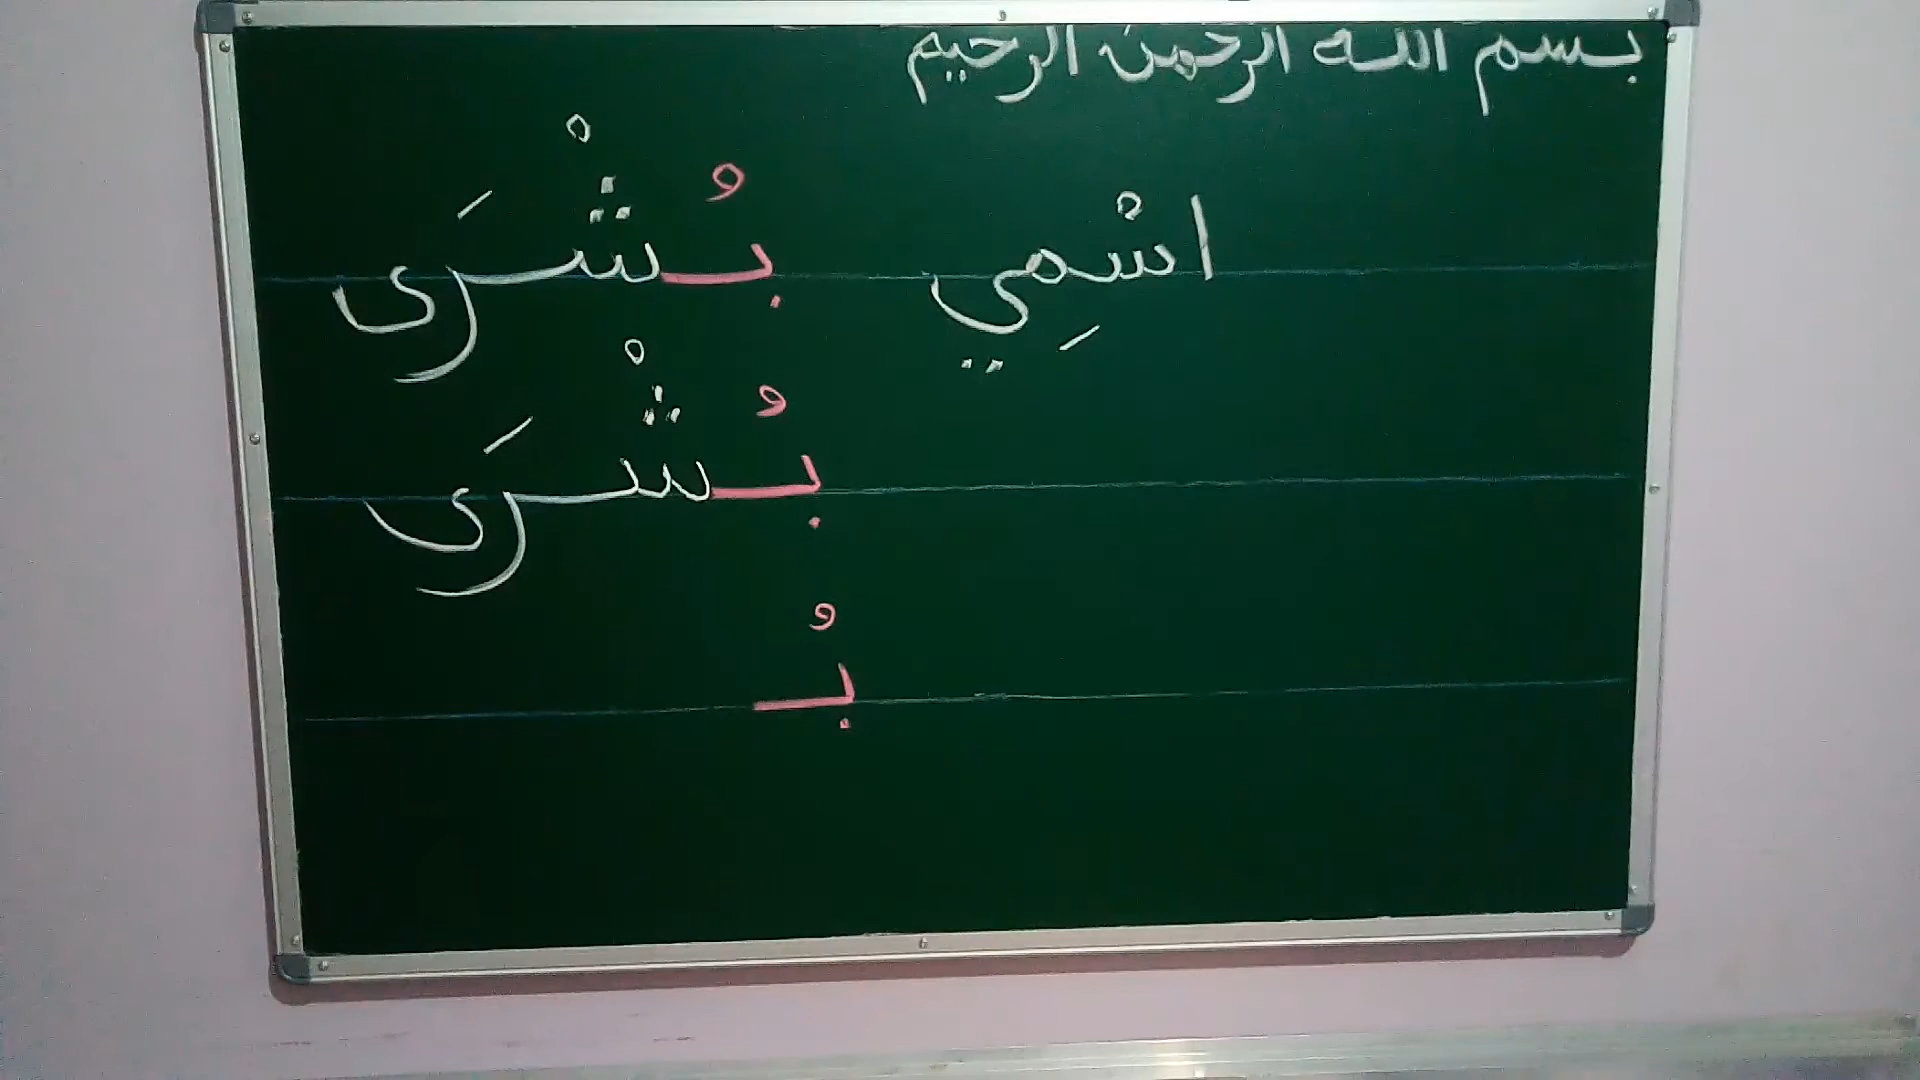 بسم الله الرحمن الرحيم
اسْمِي بُشْرَى
بُشْرَى
بُـ